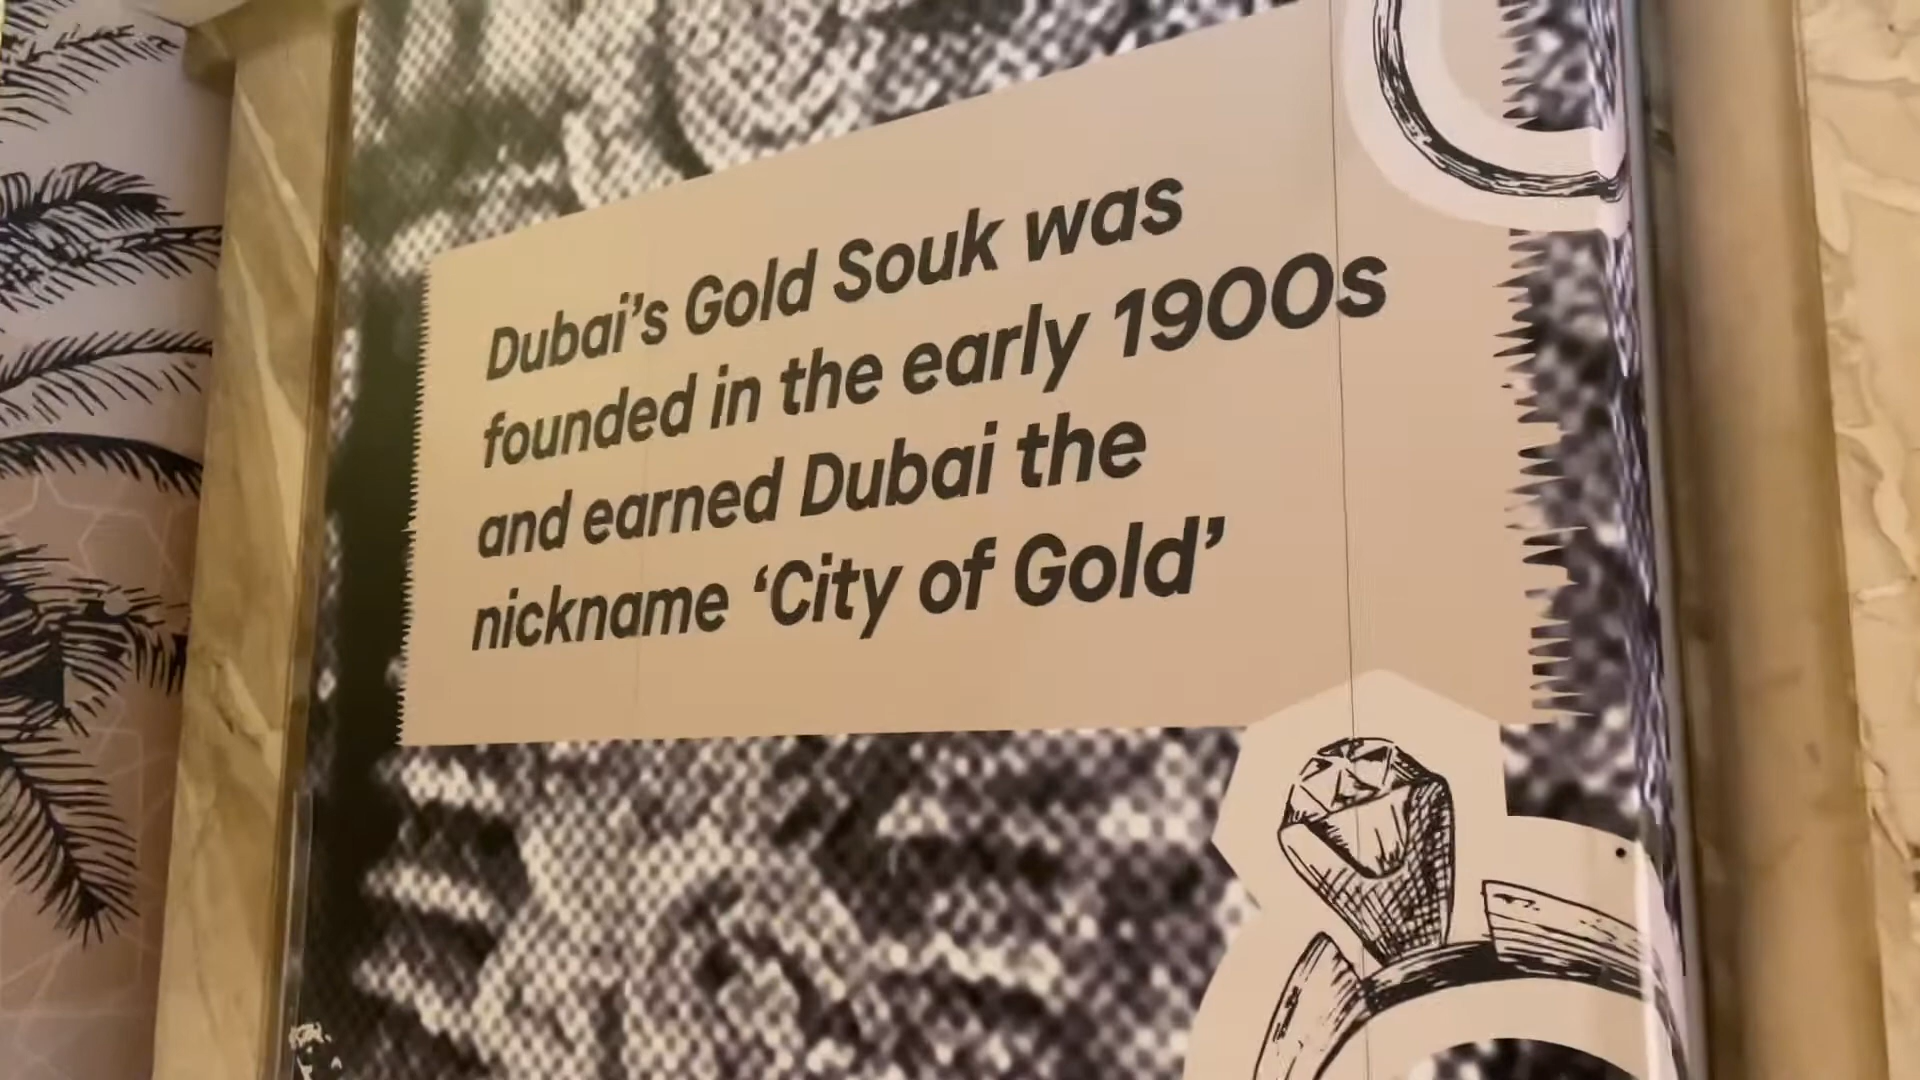 Dubai’s Gold Souk was
founded in the early 1900s
and earned Dubai the
nickname ‘City of Gold’